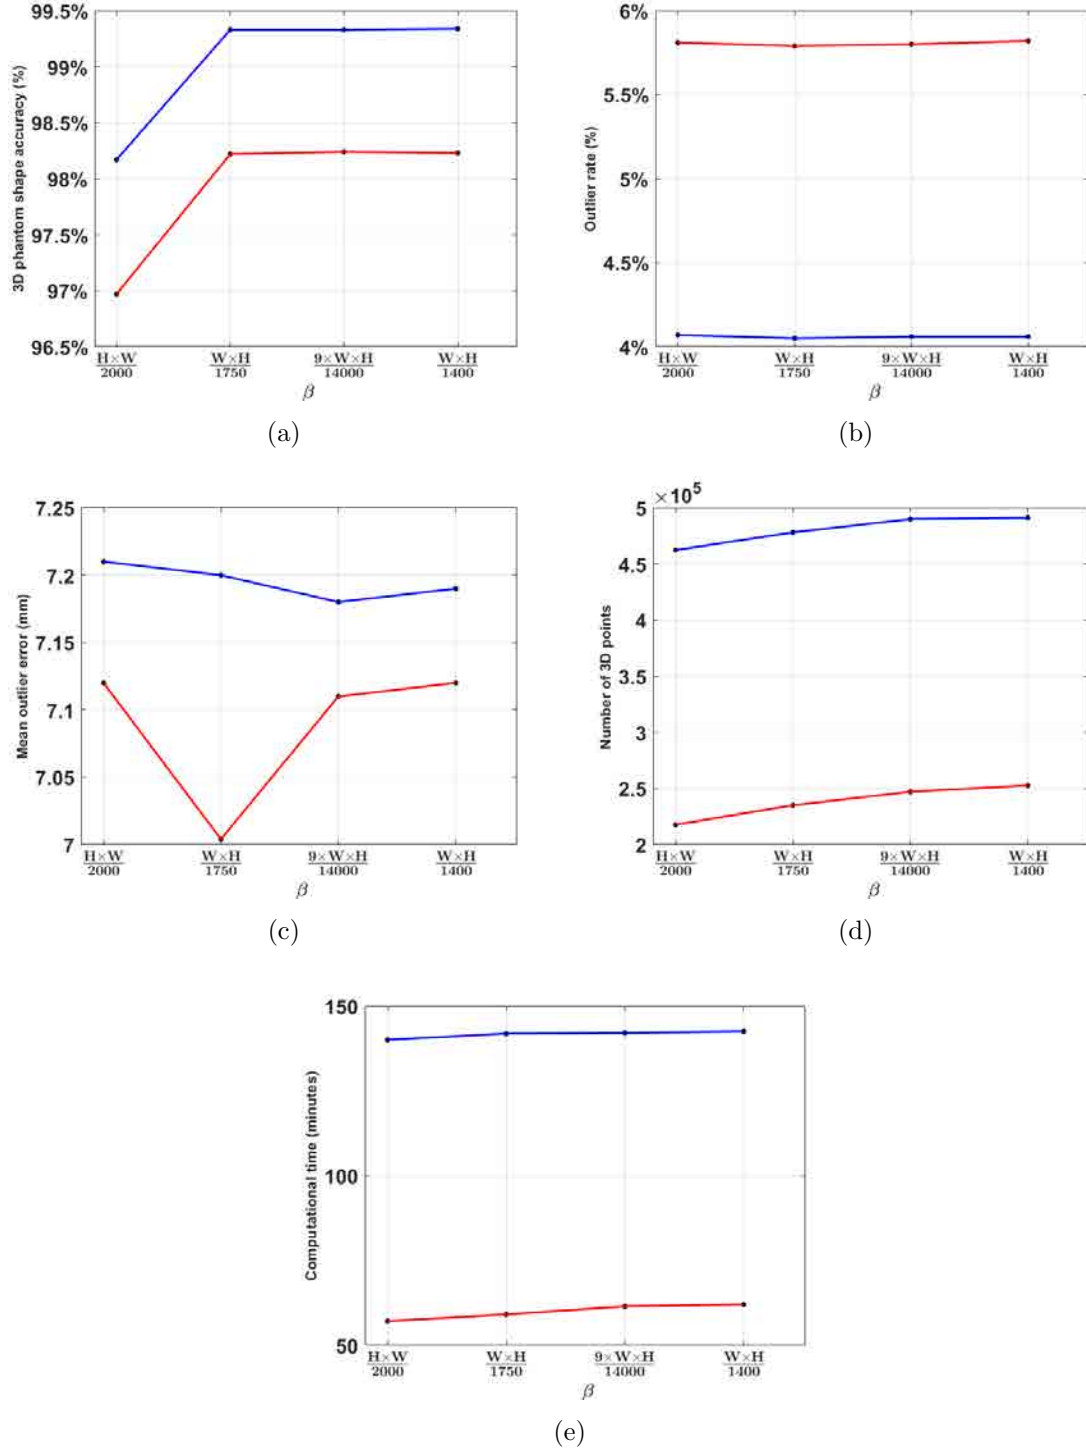 99.5%
99%
98.5%
98%
97.5%
97%
96.5%
3D phantom shape accuracy (%)
H×W
2000
W×H
1750
9×W×H
14000
W×H
1400
β
(a)
6%
5.5%
5%
4.5%
4%
Outlier rate (%)
H×W
2000
W×H
1750
9×W×H
14000
W×H
1400
β
(b)
7.25
7.2
7.15
7.1
7.05
7
Mean outlier error (mm)
H×W
2000
W×H
1750
9×W×H
14000
W×H
1400
β
(c)
×10⁵
5
4.5
4
3.5
3
2.5
2
Number of 3D points
H×W
2000
W×H
1750
9×W×H
14000
W×H
1400
β
(d)
150
100
50
Computational time (minutes)
H×W
2000
W×H
1750
9×W×H
14000
W×H
1400
β
(e)